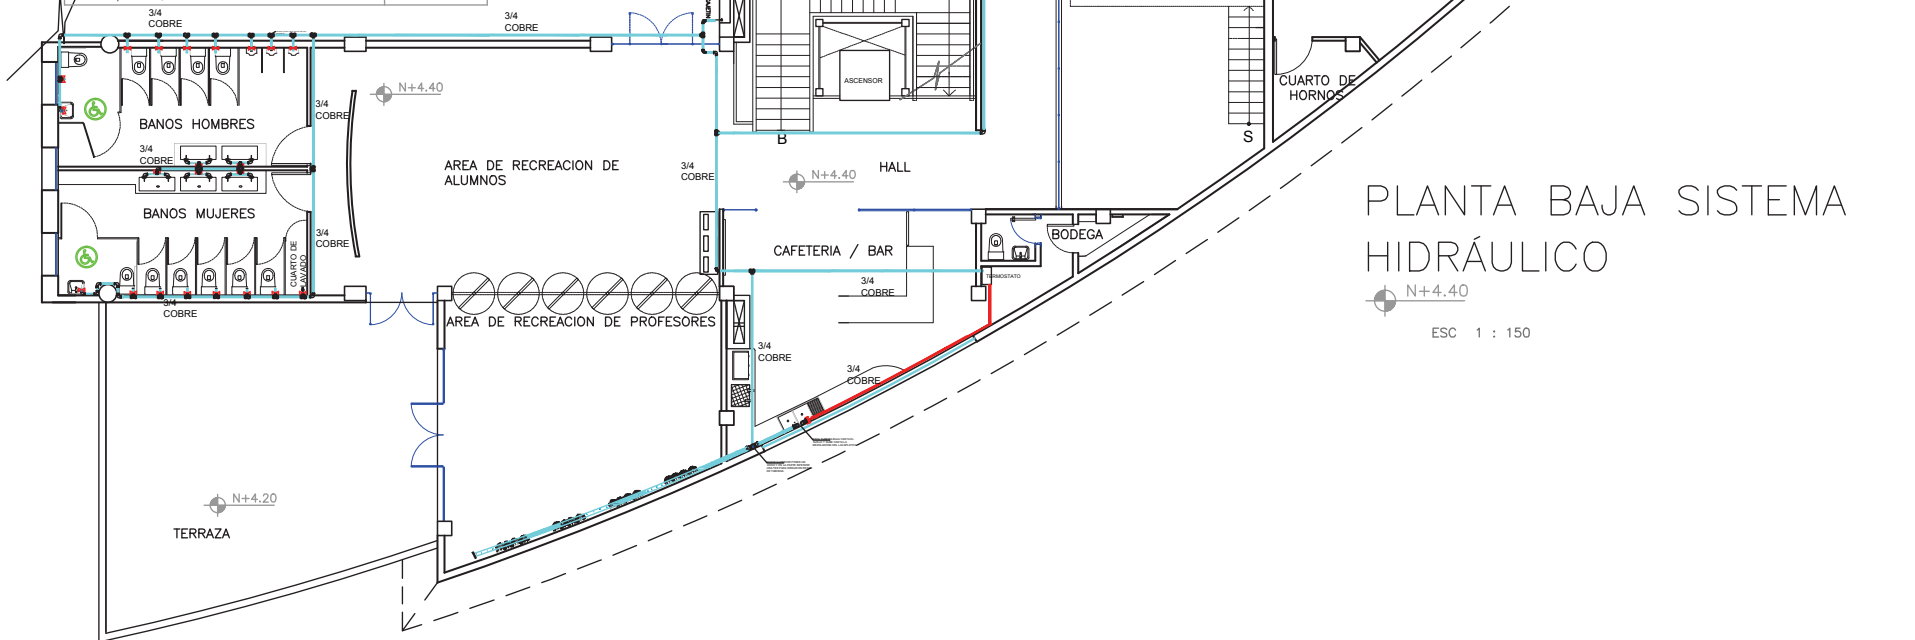 3/4
COBRE
3/4
COBRE
ASCENSOR
CUARTO DE
HORNOS
N+4.40
3/4
COBRE
BANOS HOMBRES
3/4
COBRE
B
S
AREA DE RECREACION DE
ALUMNOS
3/4
COBRE
HALL
N+4.40
PLANTA BAJA SISTEMA
HIDRÁULICO
N+4.40
ESC 1 : 150
BANOS MUJERES
3/4
COBRE
CUARTO DE
LAVADO
BODEGA
CAFETERIA / BAR
TERMOSTATO
3/4
COBRE
3/4
COBRE
AREA DE RECREACION DE PROFESORES
3/4
COBRE
3/4
COBRE
N+4.20
TERRAZA